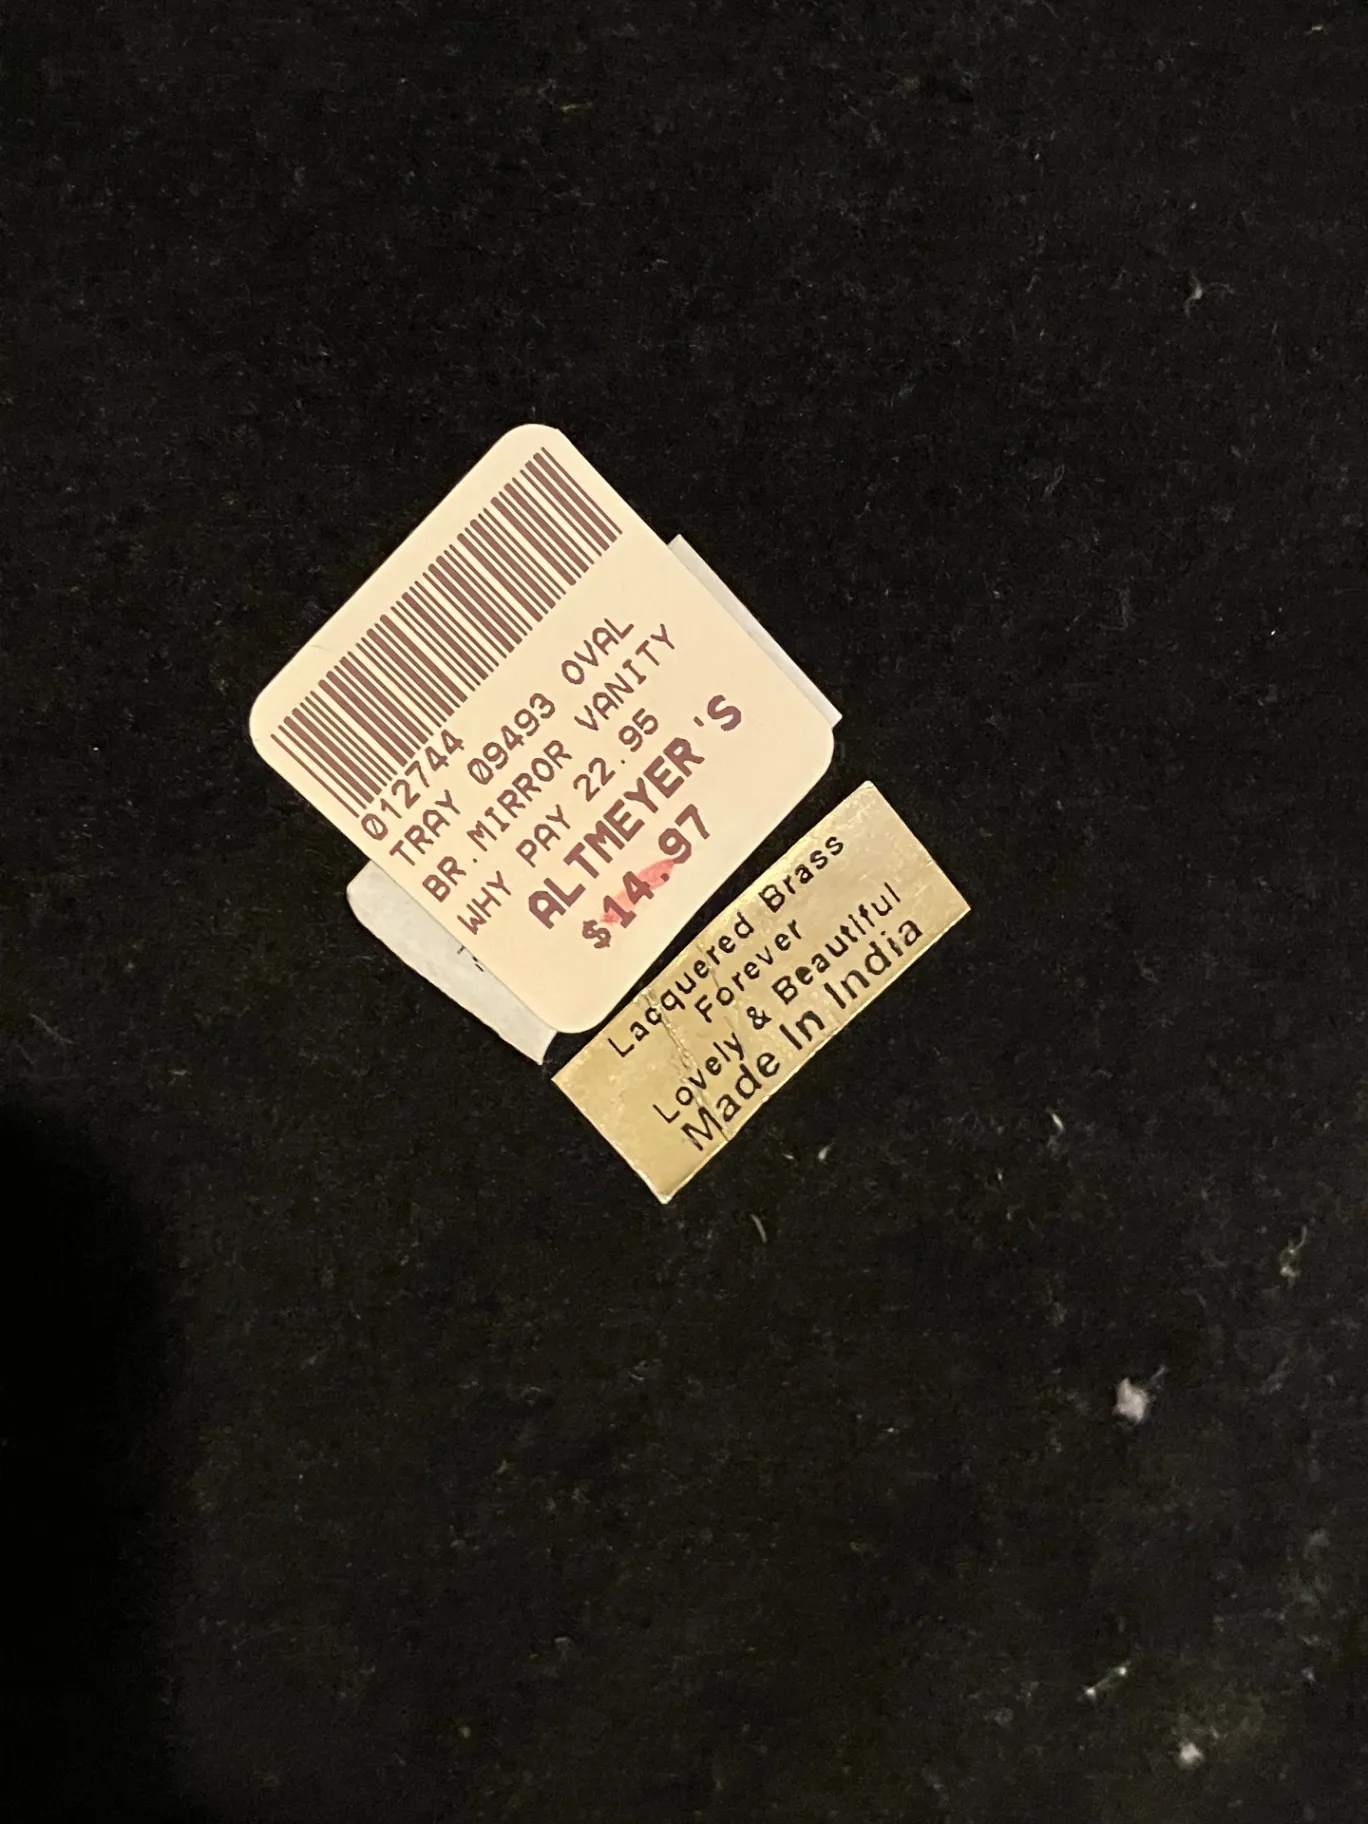 012744
TRAY 09493 OVAL
BR.MIRROR VANITY
WHY PAY 22.95
ALTMEYER'S
$14.97
Lacquered Brass
Forever
Lovely & Beautiful
Made In India